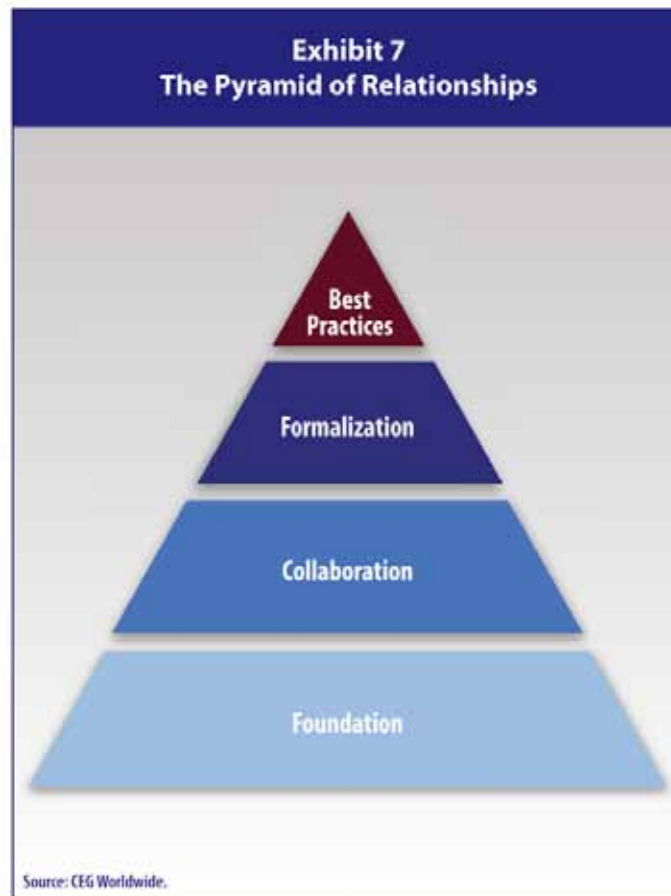 Exhibit 7
The Pyramid of Relationships
Best
Practices
Formalization
Collaboration
Foundation
Source: CEG Worldwide.